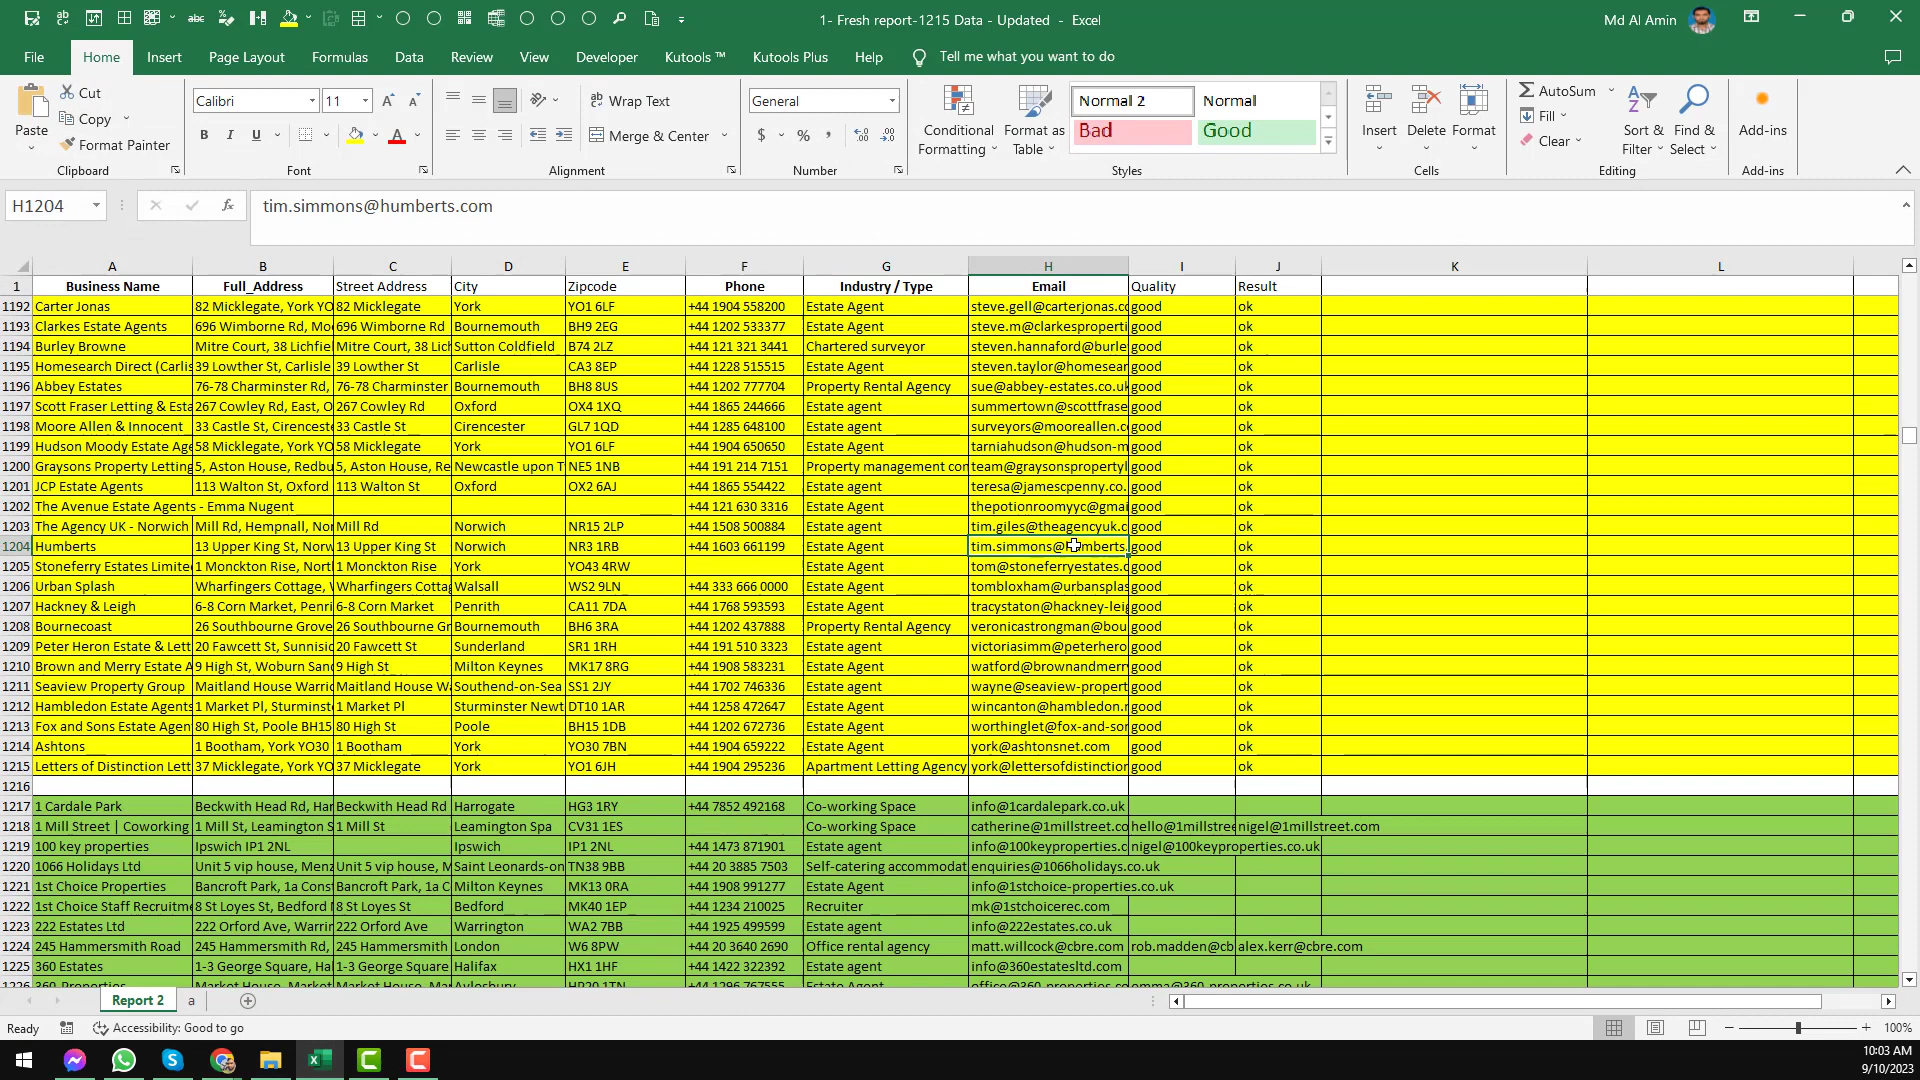 1- Fresh report-1215 Data - Updated - Excel
Md Al Amin
File Home Insert Page Layout Formulas Data Review View Developer Kutools ™ Kutools Plus Help Tell me what you want to do
Paste
Cut
Copy
Format Painter
Clipboard
Calibri 11
B I U
Font
Wrap Text
Merge & Center
Alignment
General
$ % ,
Number
Conditional Formatting
Format as Table
Normal 2 Normal
Bad Good
Styles
Insert Delete Format
Cells
AutoSum
Fill
Clear
Sort & Filter
Find & Select
Editing
Add-ins
Add-ins
H1204 fx tim.simmons@humberts.com
A B C D E F G H I J K L
1 Business Name Full_Address Street Address City Zipcode Phone Industry / Type Email Quality Result
1192 Carter Jonas 82 Micklegate, York YO 82 Micklegate York YO1 6LF +44 1904 558200 Estate Agent steve.gell@carterjonas.co good ok
1193 Clarkes Estate Agents 696 Wimborne Rd, Moo 696 Wimborne Rd Bournemouth BH9 2EG +44 1202 533377 Estate Agent steve.m@clarkesproperti good ok
1194 Burley Browne Mitre Court, 38 Lichfiel Mitre Court, 38 Lich Sutton Coldfield B74 2LZ +44 121 321 3441 Chartered surveyor steven.hannaford@burle good ok
1195 Homesearch Direct (Carlis 39 Lowther St, Carlisle 39 Lowther St Carlisle CA3 8EP +44 1228 515515 Estate Agent steven.taylor@homesear good ok
1196 Abbey Estates 76-78 Charminster Rd, 76-78 Charminster Bournemouth BH8 8US +44 1202 777704 Property Rental Agency sue@abbey-estates.co.uk good ok
1197 Scott Fraser Letting & Esta 267 Cowley Rd, East, O 267 Cowley Rd Oxford OX4 1XQ +44 1865 244666 Estate agent summertown@scottfrase good ok
1198 Moore Allen & Innocent 33 Castle St, Cirenceste 33 Castle St Cirencester GL7 1QD +44 1285 648100 Estate agent surveyors@mooreallen.c good ok
1199 Hudson Moody Estate Age 58 Micklegate, York YO 58 Micklegate York YO1 6LF +44 1904 650650 Estate Agent tarniahudson@hudson-m good ok
1200 Graysons Property Letting 5, Aston House, Redbu 5, Aston House, Re Newcastle upon T NE5 1NB +44 191 214 7151 Property management con team@graysonspropertyl good ok
1201 JCP Estate Agents 113 Walton St, Oxford 113 Walton St Oxford OX2 6AJ +44 1865 554422 Estate agent teresa@jamescpenny.co. good ok
1202 The Avenue Estate Agents - Emma Nugent +44 121 630 3316 Estate Agent thepotionroomyyc@gmai good ok
1203 The Agency UK - Norwich Mill Rd, Hempnall, Nor Mill Rd Norwich NR15 2LP +44 1508 500884 Estate agent tim.giles@theagencyuk.c good ok
1204 Humberts 13 Upper King St, Norw 13 Upper King St Norwich NR3 1RB +44 1603 661199 Estate Agent tim.simmons@humberts. good ok
1205 Stoneferry Estates Limite 1 Monckton Rise, Nort 1 Monckton Rise York YO43 4RW Estate Agent tom@stoneferryestates.c good ok
1206 Urban Splash Wharfingers Cottage, W Wharfingers Cottag Walsall WS2 9LN +44 333 666 0000 Estate Agent tombloxham@urbansplas good ok
1207 Hackney & Leigh 6-8 Corn Market, Penri 6-8 Corn Market Penrith CA11 7DA +44 1768 593593 Estate Agent tracystaton@hackney-leig good ok
1208 Bournecoast 26 Southbourne Grove 26 Southbourne Gr Bournemouth BH6 3RA +44 1202 437888 Property Rental Agency veronicastrongman@bou good ok
1209 Peter Heron Estate & Lett 20 Fawcett St, Sunnisid 20 Fawcett St Sunderland SR1 1RH +44 191 510 3323 Estate agent victoriasimm@peterhero good ok
1210 Brown and Merry Estate A 9 High St, Woburn Sand 9 High St Milton Keynes MK17 8RG +44 1908 583231 Estate agent watford@brownandmerr good ok
1211 Seaview Property Group Maitland House Warrio Maitland House Wa Southend-on-Sea SS1 2JY +44 1702 746336 Estate agent wayne@seaview-propert good ok
1212 Hambledon Estate Agents 1 Market Pl, Sturminst 1 Market Pl Sturminster Newt DT10 1AR +44 1258 472647 Estate Agent wincanton@hambledon.r good ok
1213 Fox and Sons Estate Agen 80 High St, Poole BH15 80 High St Poole BH15 1DB +44 1202 672736 Estate Agent worthinglet@fox-and-sor good ok
1214 Ashtons 1 Bootham, York YO30 1 Bootham York YO30 7BN +44 1904 659222 Estate Agent york@ashtonsnet.com good ok
1215 Letters of Distinction Lett 37 Micklegate, York YO 37 Micklegate York YO1 6JH +44 1904 295236 Apartment Letting Agency york@lettersofdistinction good ok
1216
1217 1 Cardale Park Beckwith Head Rd, Har Beckwith Head Rd Harrogate HG3 1RY +44 7852 492168 Co-working Space info@1cardalepark.co.uk
1218 1 Mill Street | Coworking 1 Mill St, Leamington S 1 Mill St Leamington Spa CV31 1ES Co-working Space catherine@1millstreet.co hello@1millstree nigel@1millstreet.com
1219 100 key properties Ipswich IP1 2NL Ipswich IP1 2NL +44 1473 871901 Estate Agent info@100keyproperties.c nigel@100keyproperties.co.uk
1220 1066 Holidays Ltd Unit 5 vip house, Menz Unit 5 vip house, M Saint Leonards-on TN38 9BB +44 20 3885 7503 Self-catering accommodat enquiries@1066holidays.co.uk
1221 1st Choice Properties Bancroft Park, 1a Const Bancroft Park, 1a C Milton Keynes MK13 0RA +44 1908 991277 Estate Agent info@1stchoice-properties.co.uk
1222 1st Choice Staff Recruitme 8 St Loyes St, Bedford M 8 St Loyes St Bedford MK40 1EP +44 1234 210025 Recruiter mk@1stchoicerec.com
1223 222 Estates Ltd 222 Orford Ave, Warrin 222 Orford Ave Warrington WA2 7BB +44 1925 499599 Estate agent info@222estates.co.uk
1224 245 Hammersmith Road 245 Hammersmith Rd, 245 Hammersmith London W6 8PW +44 20 3640 2690 Office rental agency matt.willcock@cbre.com rob.madden@cb alex.kerr@cbre.com
1225 360 Estates 1-3 George Square, Hal 1-3 George Square Halifax HX1 1HF +44 1422 322392 Estate agent info@360estatesltd.com
1226 360 Properties Market House, Mar Market House, Mar Aylesbury HP20 1TN +44 1296 767555 Estate Agent office@360-properties.co emma@360-properties.co.uk
Report 2 a
Ready Accessibility: Good to go 100%
10:03 AM
9/10/2023